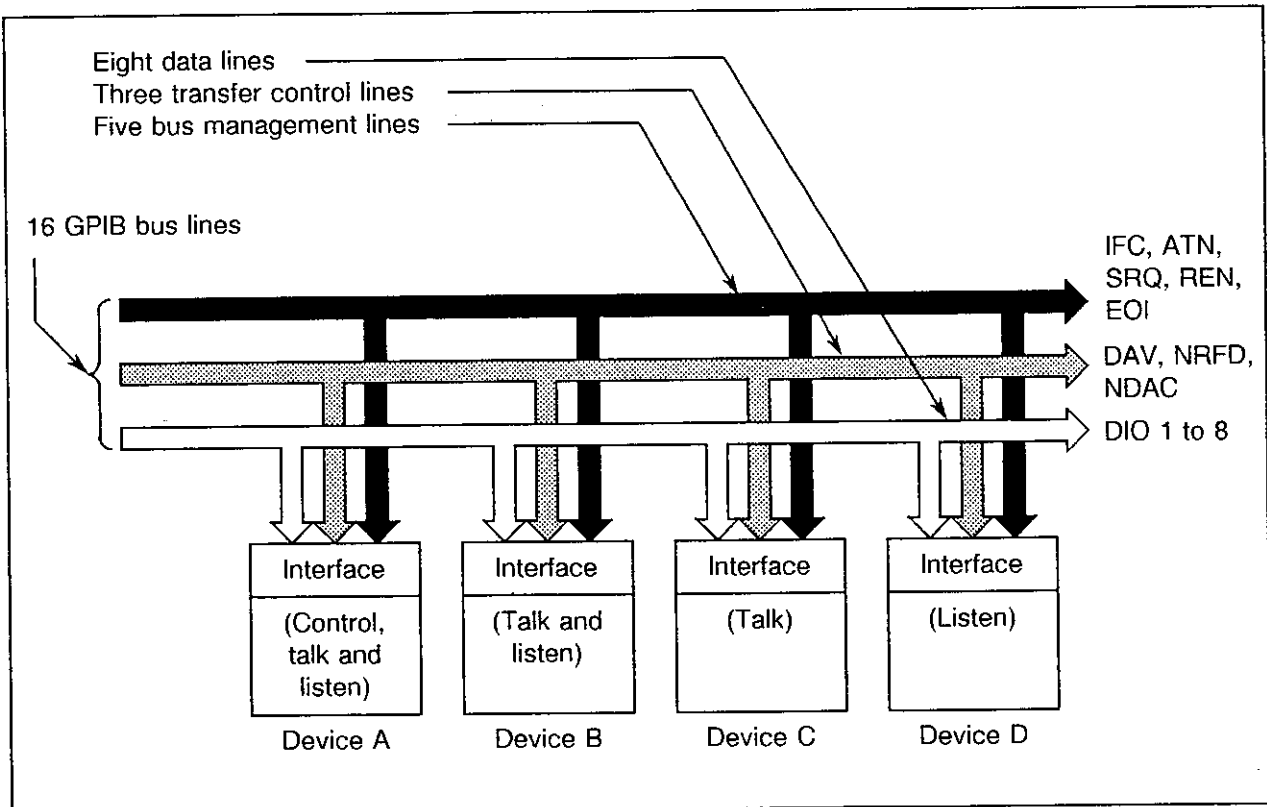 Eight data lines
Three transfer control lines
Five bus management lines
16 GPIB bus lines
IFC, ATN,
SRQ, REN,
EOI
DAV, NRFD,
NDAC
DIO 1 to 8
Interface
(Control,
talk and
listen)
Device A
Interface
(Talk and
listen)
Device B
Interface
(Talk)
Device C
Interface
(Listen)
Device D